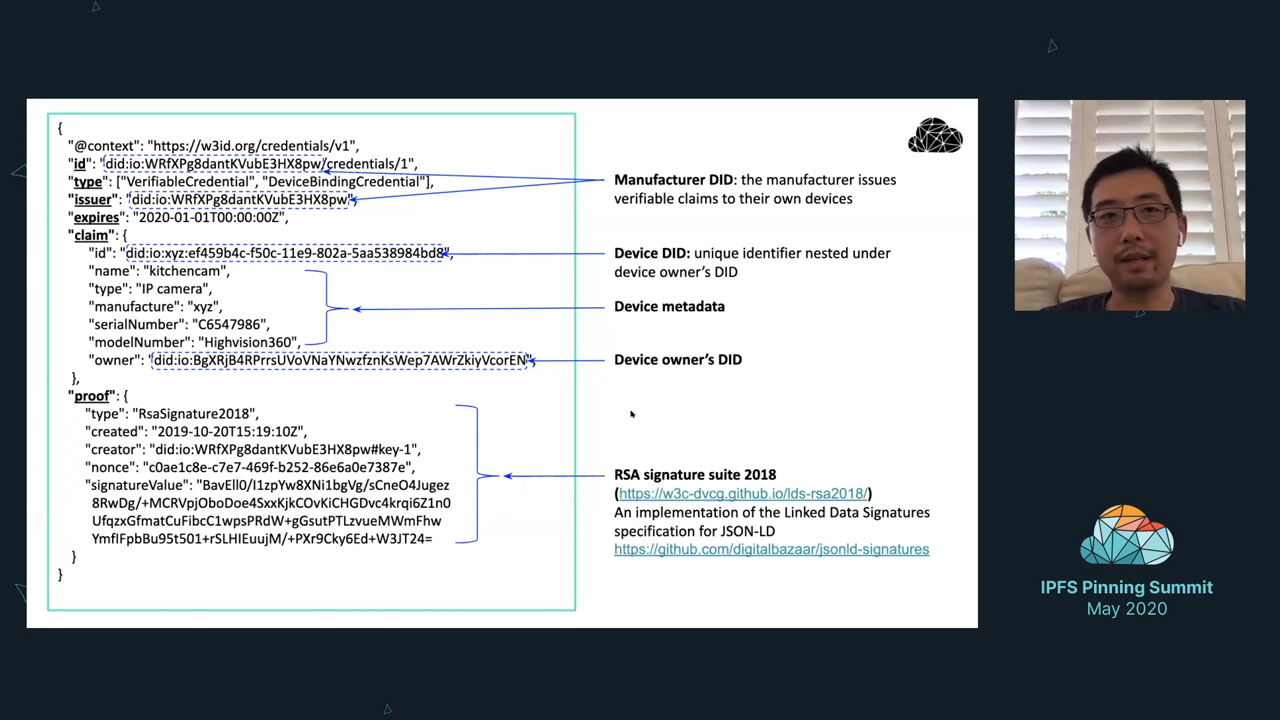 {
"@context": "https://w3id.org/credentials/v1",
"id": "did:io:WRfXPg8dantKVubE3HX8pw/credentials/1",
"type": ["VerifiableCredential", "DeviceBindingCredential"],
"issuer": "did:io:WRfXPg8dantKVubE3HX8pw",
"expires": "2020-01-01T00:00:00Z",
"claim": {
"id": "did:io:xyz:ef459b4c-f50c-11e9-802a-5aa538984bd8",
"name": "kitchencam",
"type": "IP camera",
"manufacture": "xyz",
"serialNumber": "C6547986",
"modelNumber": "Highvision360",
"owner": "did:io:BgXRjB4RPrrsUVoVNaYNwzfznKsWep7AWrZkiyVcorEN",
},
"proof": {
"type": "RsaSignature2018",
"created": "2019-10-20T15:19:10Z",
"creator": "did:io:WRfXPg8dantKVubE3HX8pw#key-1",
"nonce": "c0ae1c8e-c7e7-469f-b252-86e6a0e7387e",
"signatureValue": "BavEll0/I1zpYw8XNi1bgVg/sCneO4Jugez
8RwDg/+MCRVpjOboDoe4SxxKjkCOvKiCHGDvc4krqi6Z1n0
UfqzxGfmatCuFibcC1wpsPRdW+gGsutPTLzvueMWmFhw
YmfIFpbBu95t501+rSLHIEuujM/+PXr9Cky6Ed+W3JT24=
}
}
Manufacturer DID: the manufacturer issues
verifiable claims to their own devices
Device DID: unique identifier nested under
device owner's DID
Device metadata
Device owner's DID
RSA signature suite 2018
(https://w3c-dvcg.github.io/lds-rsa2018/)
An implementation of the Linked Data Signatures
specification for JSON-LD
https://github.com/digitalbazaar/jsonld-signatures
IPFS Pinning Summit
May 2020